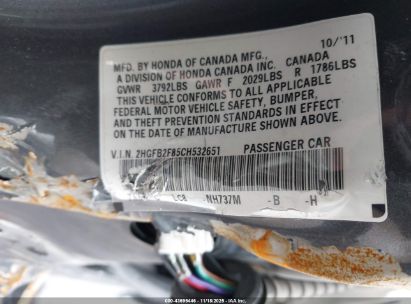 10/'11
MFD. BY HONDA OF CANADA MFG.,
A DIVISION OF HONDA CANADA INC. CANADA
GVWR 3792LBS GAWR F 2029LBS R 1786LBS
THIS VEHICLE CONFORMS TO ALL APPLICABLE
FEDERAL MOTOR VEHICLE SAFETY, BUMPER,
AND THEFT PREVENTION STANDARDS IN EFFECT
ON THE DATE OF MANUFACTURE SHOWN ABOVE.
V.I.N. 2HGFB2F85CH532651 PASSENGER CAR
NH737M -B -H